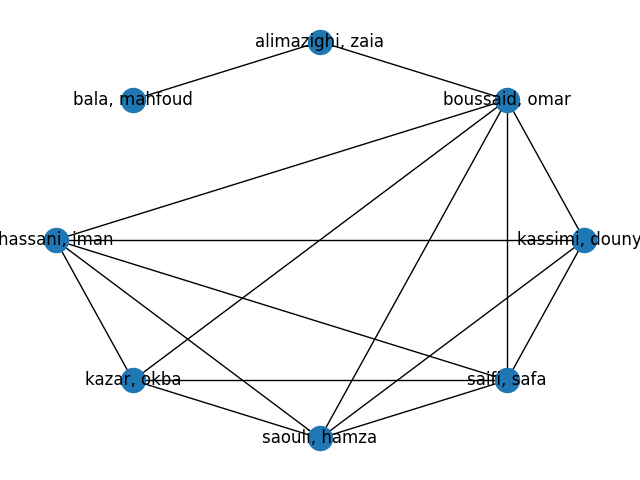 alimazighi, zaia
bala, mahfoud
boussaid, omar
hassani, iman
kassimi, douny
kazar, okba
saifi, safa
saouli, hamza